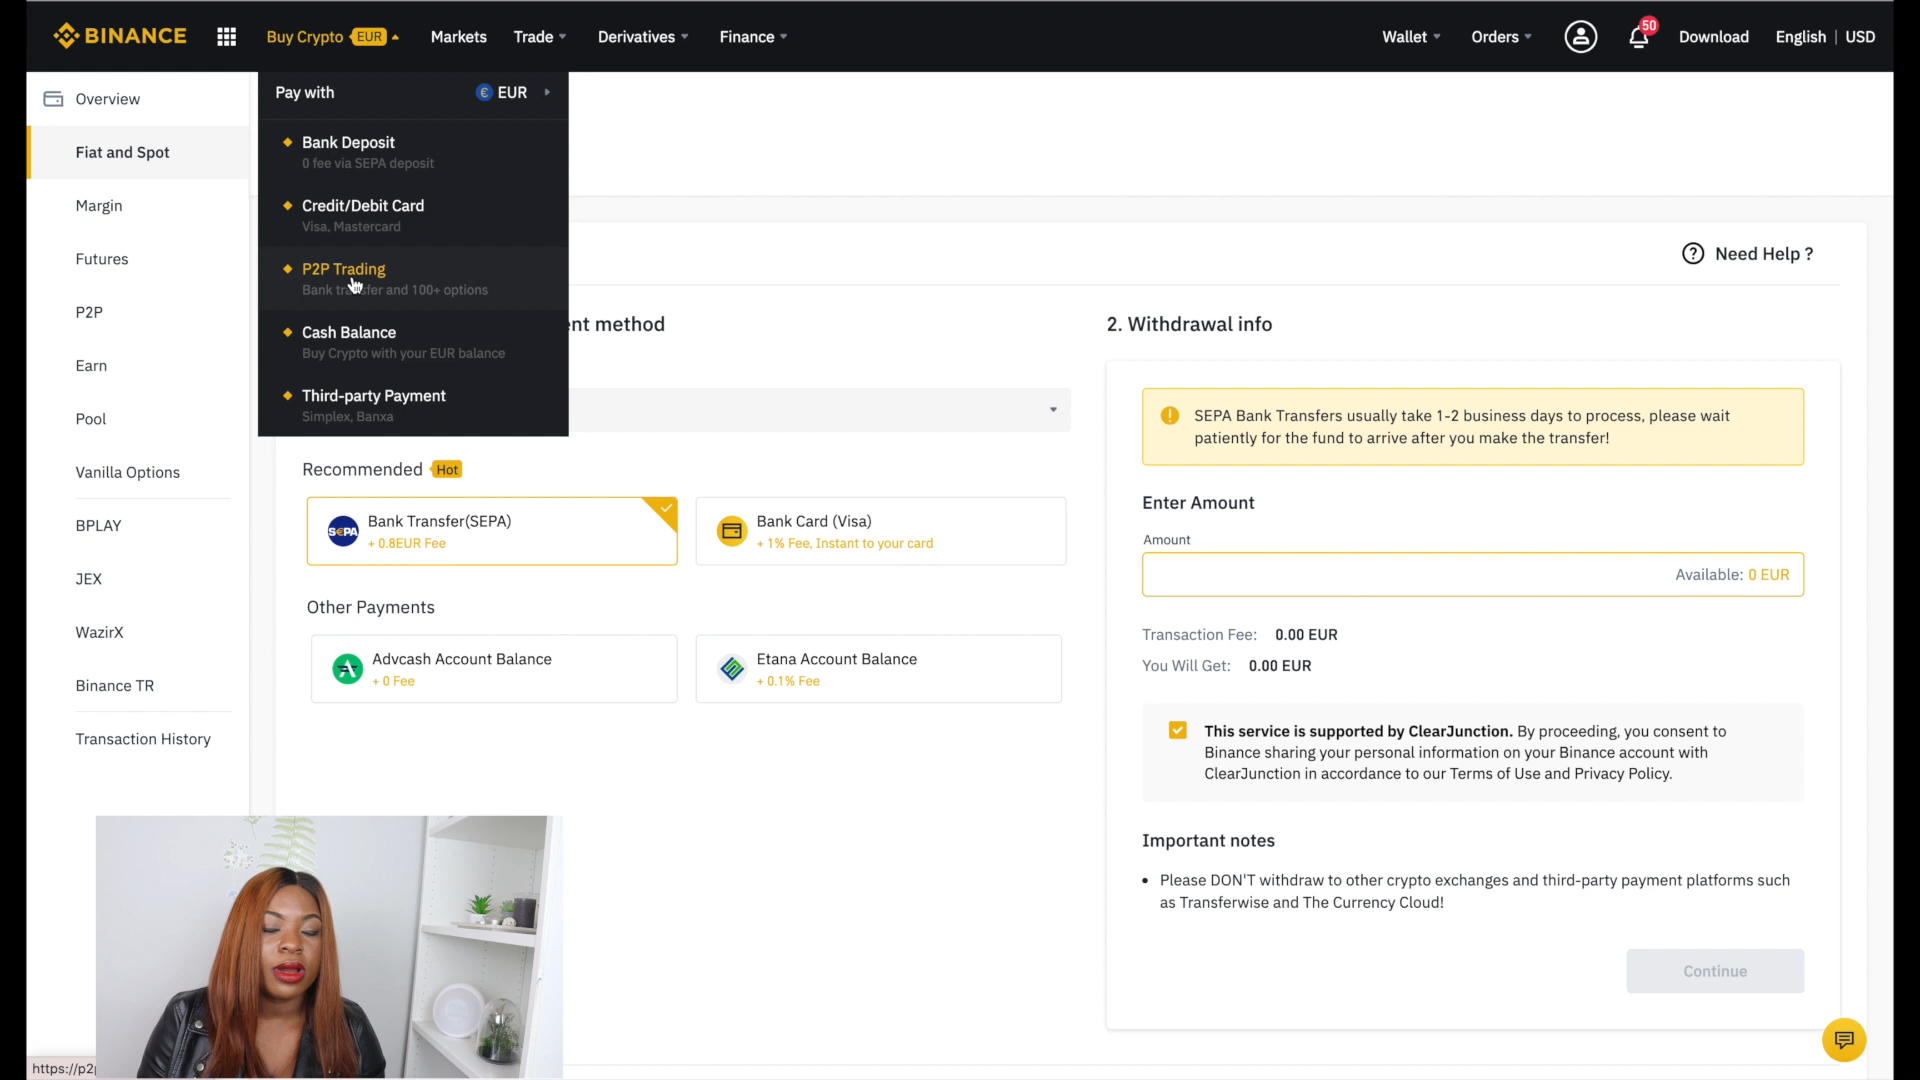 BINANCE
Buy Crypto EUR
Markets
Trade
Derivatives
Finance
Wallet
Orders
50
Download
English | USD
Overview
Fiat and Spot
Margin
Futures
P2P
Earn
Pool
Vanilla Options
BPLAY
JEX
WazirX
Binance TR
Transaction History
Pay with
€ EUR
Bank Deposit
0 fee via SEPA deposit
Credit/Debit Card
Visa, Mastercard
P2P Trading
Bank transfer and 100+ options
Cash Balance
Buy Crypto with your EUR balance
Third-party Payment
Simplex, Banxa
? Need Help ?
nt method
Recommended Hot
SEPA
Bank Transfer(SEPA)
+ 0.8EUR Fee
Bank Card (Visa)
+ 1% Fee, Instant to your card
Other Payments
Advcash Account Balance
+ 0 Fee
Etana Account Balance
+ 0.1% Fee
2. Withdrawal info
SEPA Bank Transfers usually take 1-2 business days to process, please wait
patiently for the fund to arrive after you make the transfer!
Enter Amount
Amount
Available: 0 EUR
Transaction Fee: 0.00 EUR
You Will Get: 0.00 EUR
This service is supported by ClearJunction. By proceeding, you consent to
Binance sharing your personal information on your Binance account with
ClearJunction in accordance to our Terms of Use and Privacy Policy.
Important notes
• Please DON'T withdraw to other crypto exchanges and third-party payment platforms such
as Transferwise and The Currency Cloud!
Continue
https://p2p